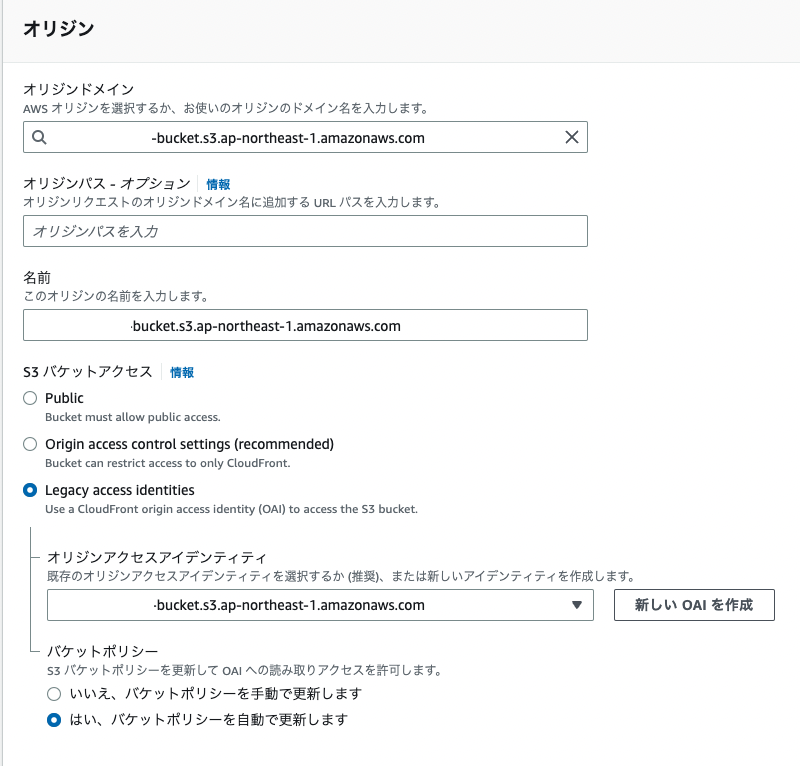 オリジン
オリジンドメイン
AWS オリジンを選択するか、お使いのオリジンのドメイン名を入力します。
-bucket.s3.ap-northeast-1.amazonaws.com
オリジンパス - オプション 情報
オリジンリクエストのオリジンドメイン名に追加する URL パスを入力します。
オリジンパスを入力
名前
このオリジンの名前を入力します。
-bucket.s3.ap-northeast-1.amazonaws.com
S3 バケットアクセス 情報
Public
Bucket must allow public access.
Origin access control settings (recommended)
Bucket can restrict access to only CloudFront.
Legacy access identities
Use a CloudFront origin access identity (OAI) to access the S3 bucket.
オリジンアクセスアイデンティティ
既存のオリジンアクセスアイデンティティを選択するか (推奨)、または新しいアイデンティティを作成します。
-bucket.s3.ap-northeast-1.amazonaws.com
新しい OAI を作成
バケットポリシー
S3 バケットポリシーを更新して OAI への読み取りアクセスを許可します。
いいえ、バケットポリシーを手動で更新します
はい、バケットポリシーを自動で更新します